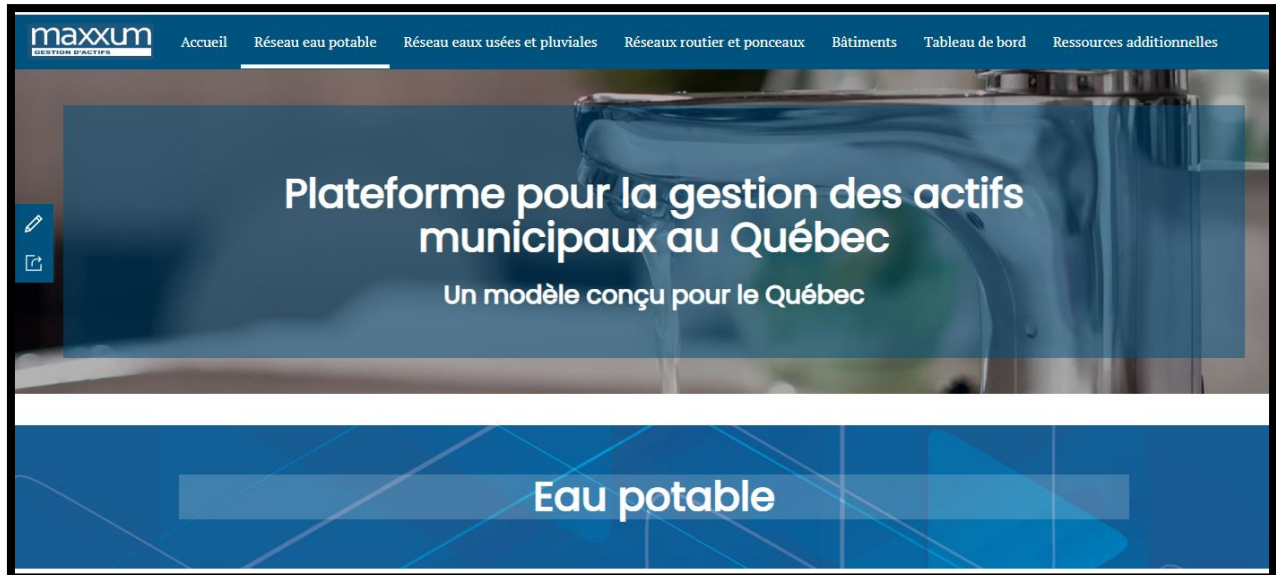 maxxum
GESTION D'ACTIFS
Accueil Réseau eau potable Réseau eaux usées et pluviales Réseaux routier et ponceaux Bâtiments Tableau de bord Ressources additionnelles
Plateforme pour la gestion des actifs
municipaux au Québec
Un modèle conçu pour le Québec
Eau potable